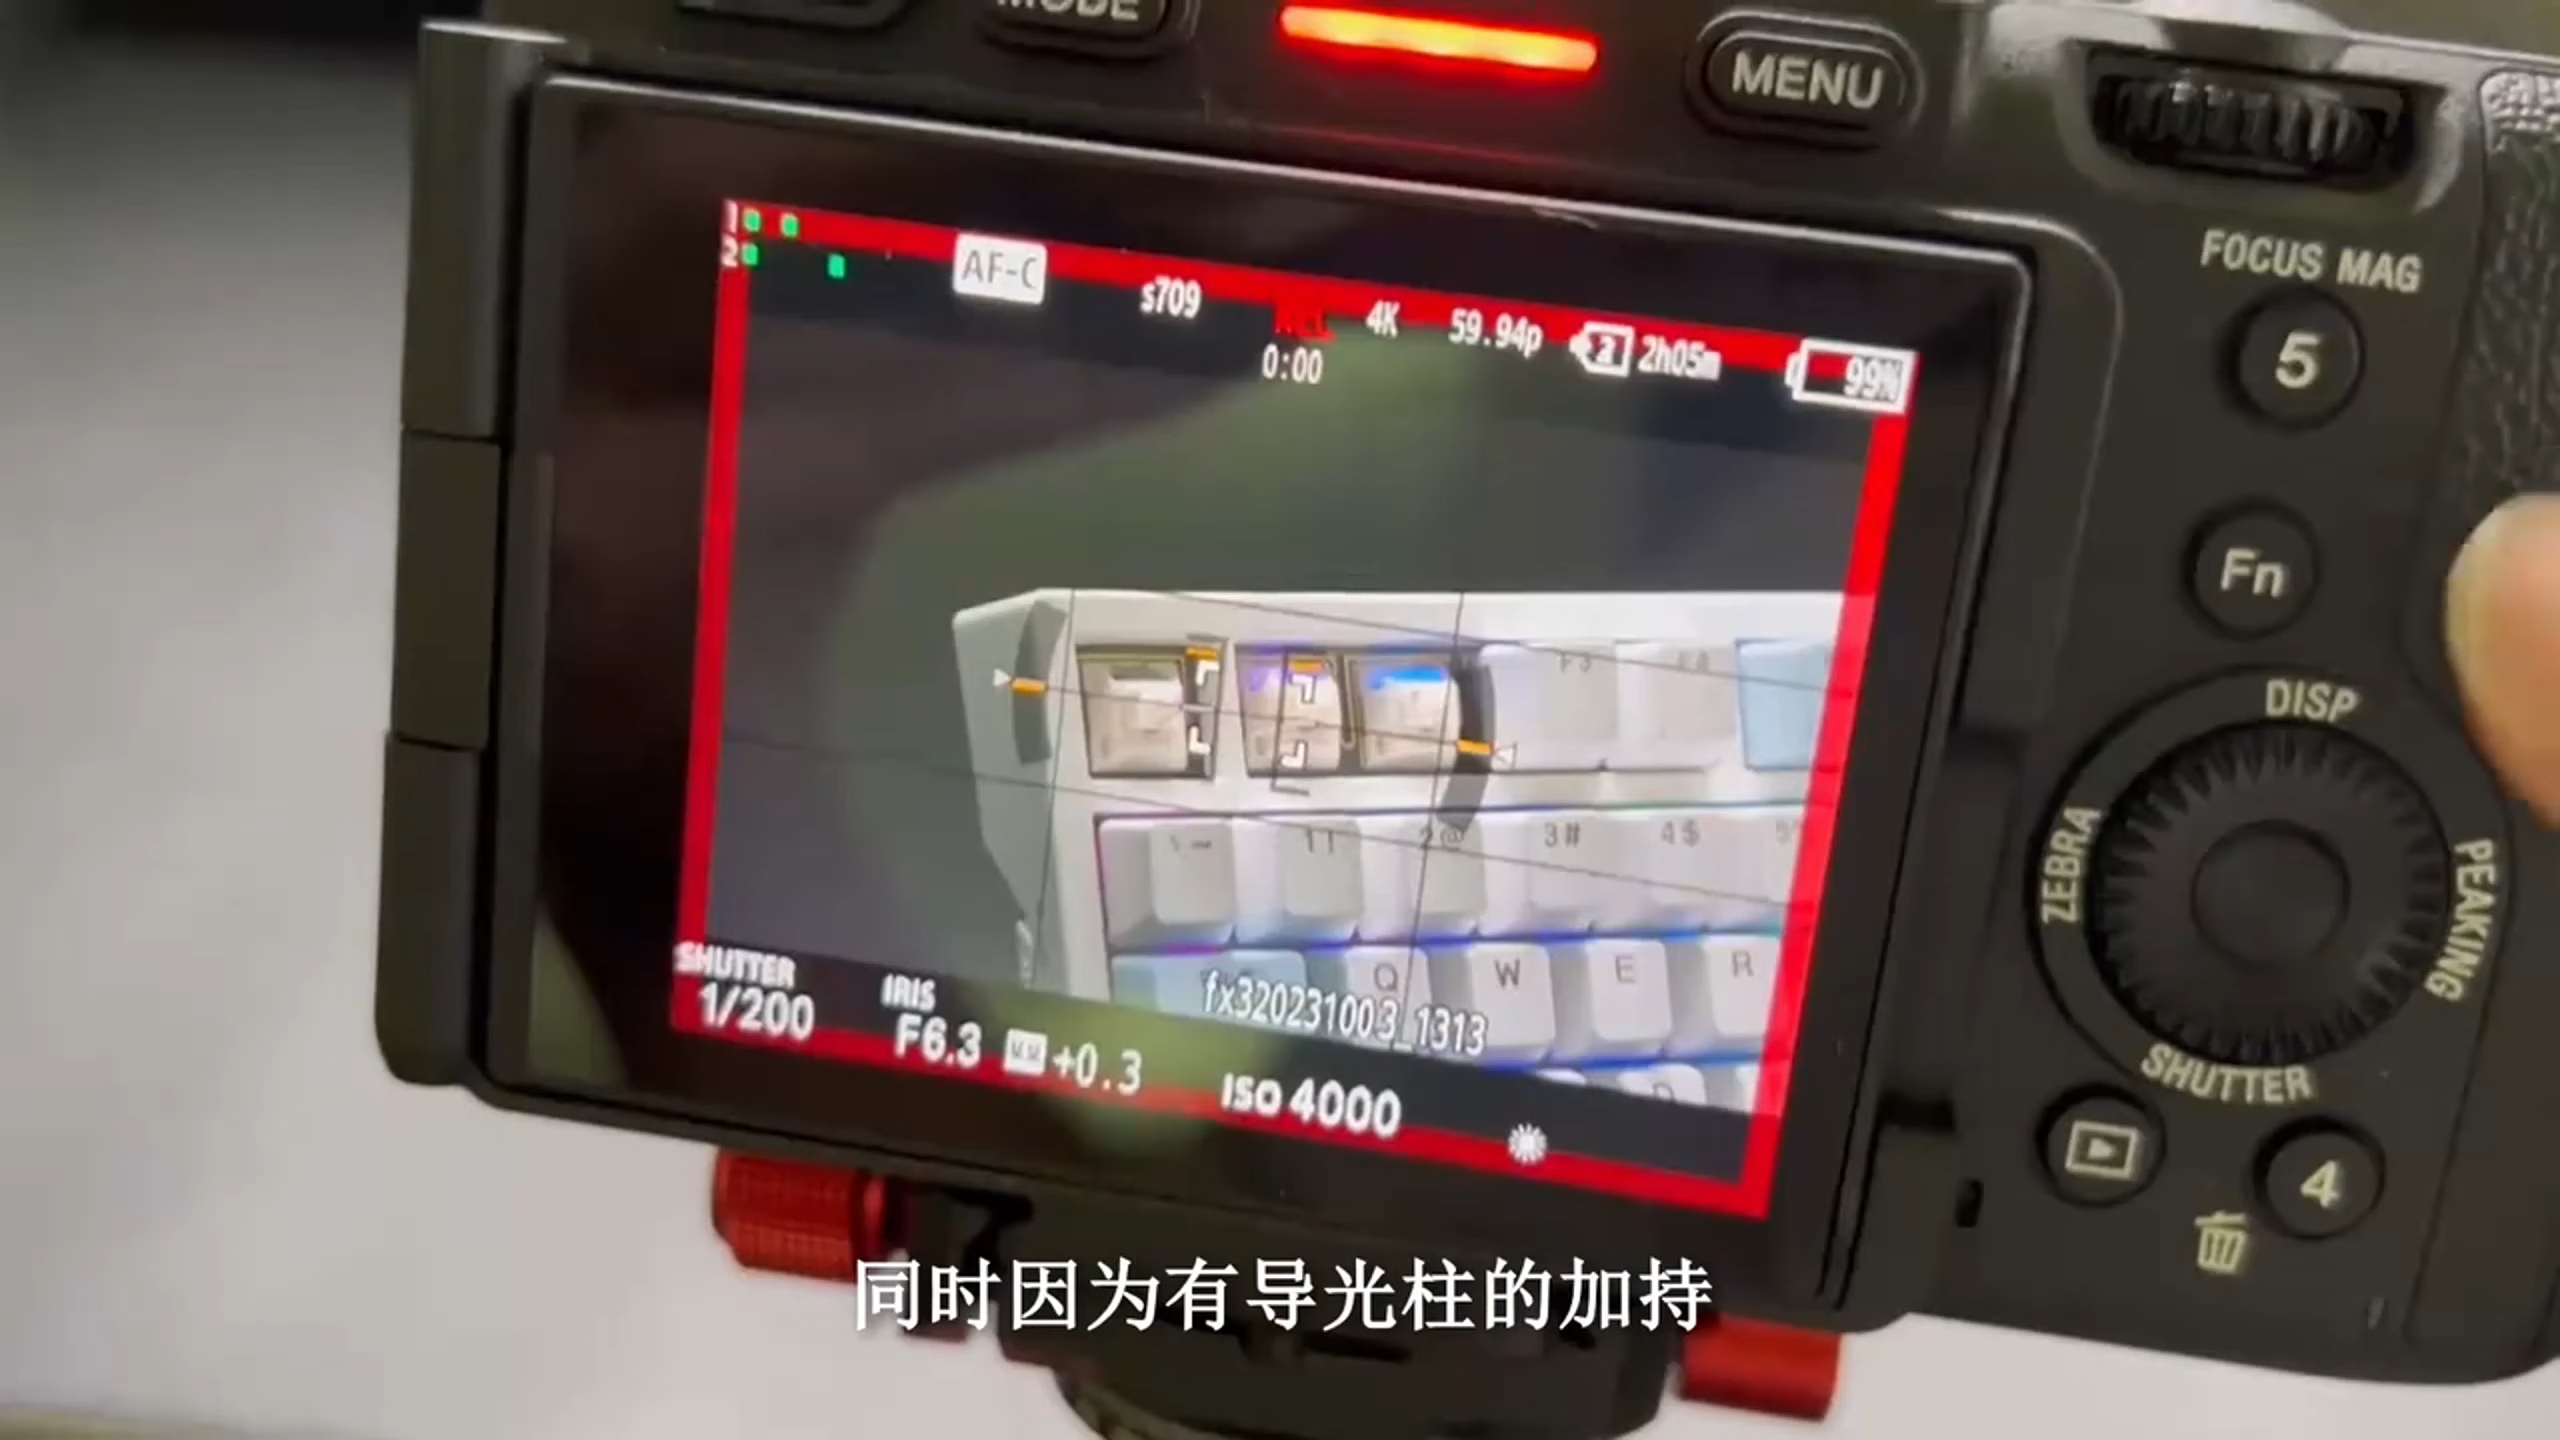 MODE
MENU
FOCUS MAG
5
Fn
DISP
ZEBRA
PEAKING
SHUTTER
4
1
2
AF-C
s709
4K
59.94p
2h05m
99%
0:00
F3
2@
3#
4$
Q
W
E
R
fx320231003_1313
SHUTTER
1/200
IRIS
F6.3
+0.3
ISO 4000
同时因为有导光柱的加持